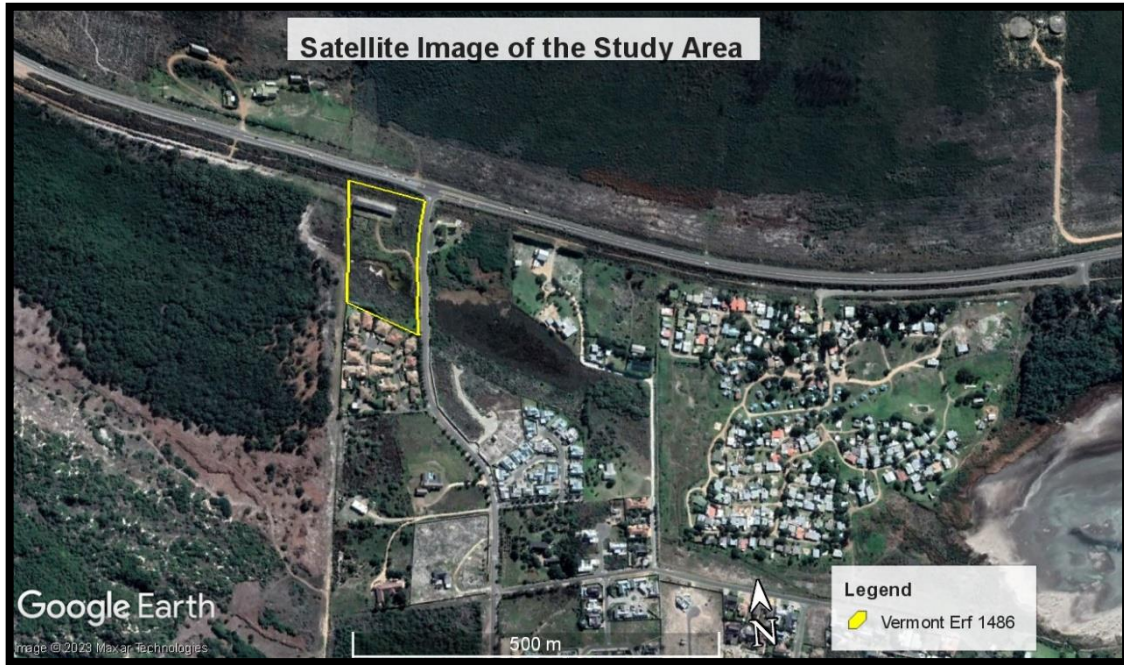 Satellite Image of the Study Area
Legend
Vermont Erf 1486
Google Earth
500 m
N
Image © 2023 Maxar Technologies